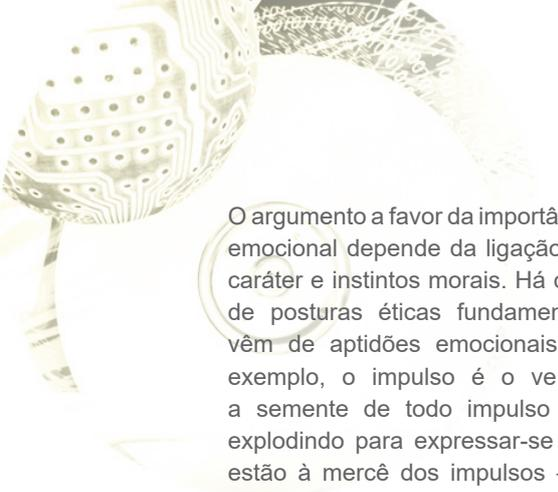 O argumento a favor da importâ
emocional depende da ligação
caráter e instintos morais. Há
de posturas éticas fundamen
vêm de aptidões emocionais
exemplo, o impulso é o ve
a semente de todo impulso
explodindo para expressar-se
estão à mercê dos impulsos